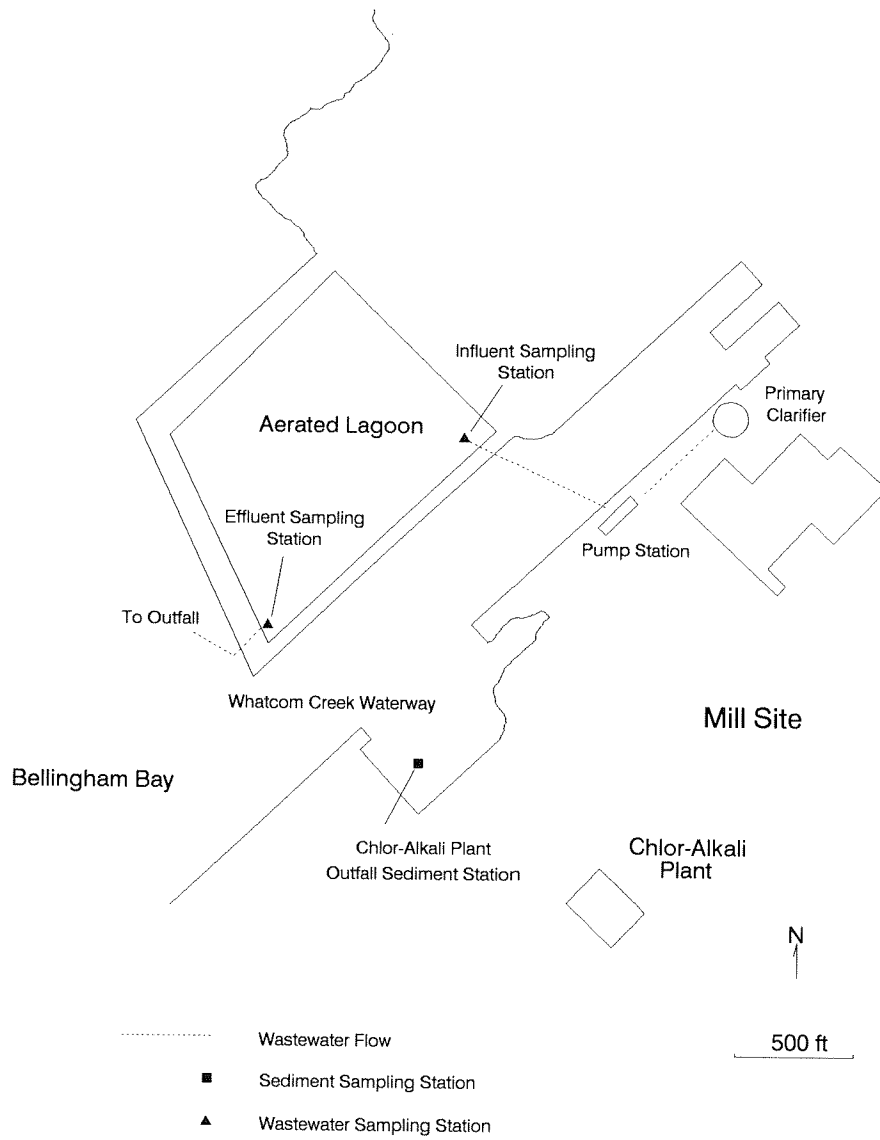 Influent Sampling
Station
Primary
Clarifier
Aerated Lagoon
Effluent Sampling
Station
Pump Station
To Outfall
Whatcom Creek Waterway
Mill Site
Bellingham Bay
Chlor-Alkali Plant
Outfall Sediment Station
Chlor-Alkali
Plant
N
500 ft
Wastewater Flow
Sediment Sampling Station
Wastewater Sampling Station